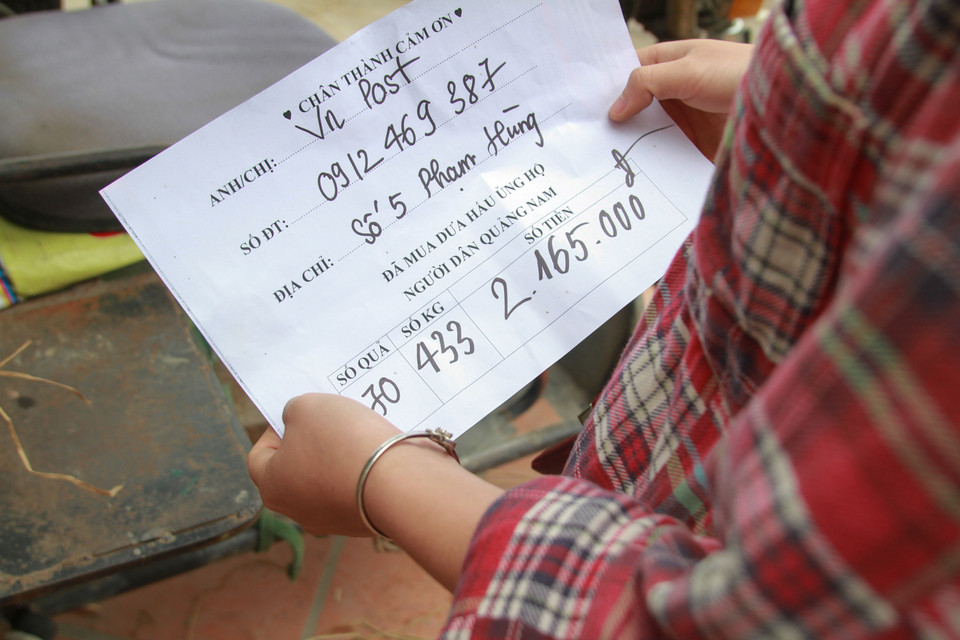 ♥ CHÂN THÀNH CẢM ƠN ♥
ANH/CHỊ: Vn Post
SỐ ĐT: 0912 469 387
ĐỊA CHỈ: Số 5 Phạm Hùng
ĐÃ MUA DƯA HẤU ỦNG HỘ
NGƯỜI DÂN QUẢNG NAM
SỐ QUẢ SỐ KG SỐ TIỀN
70 433 2.165.000